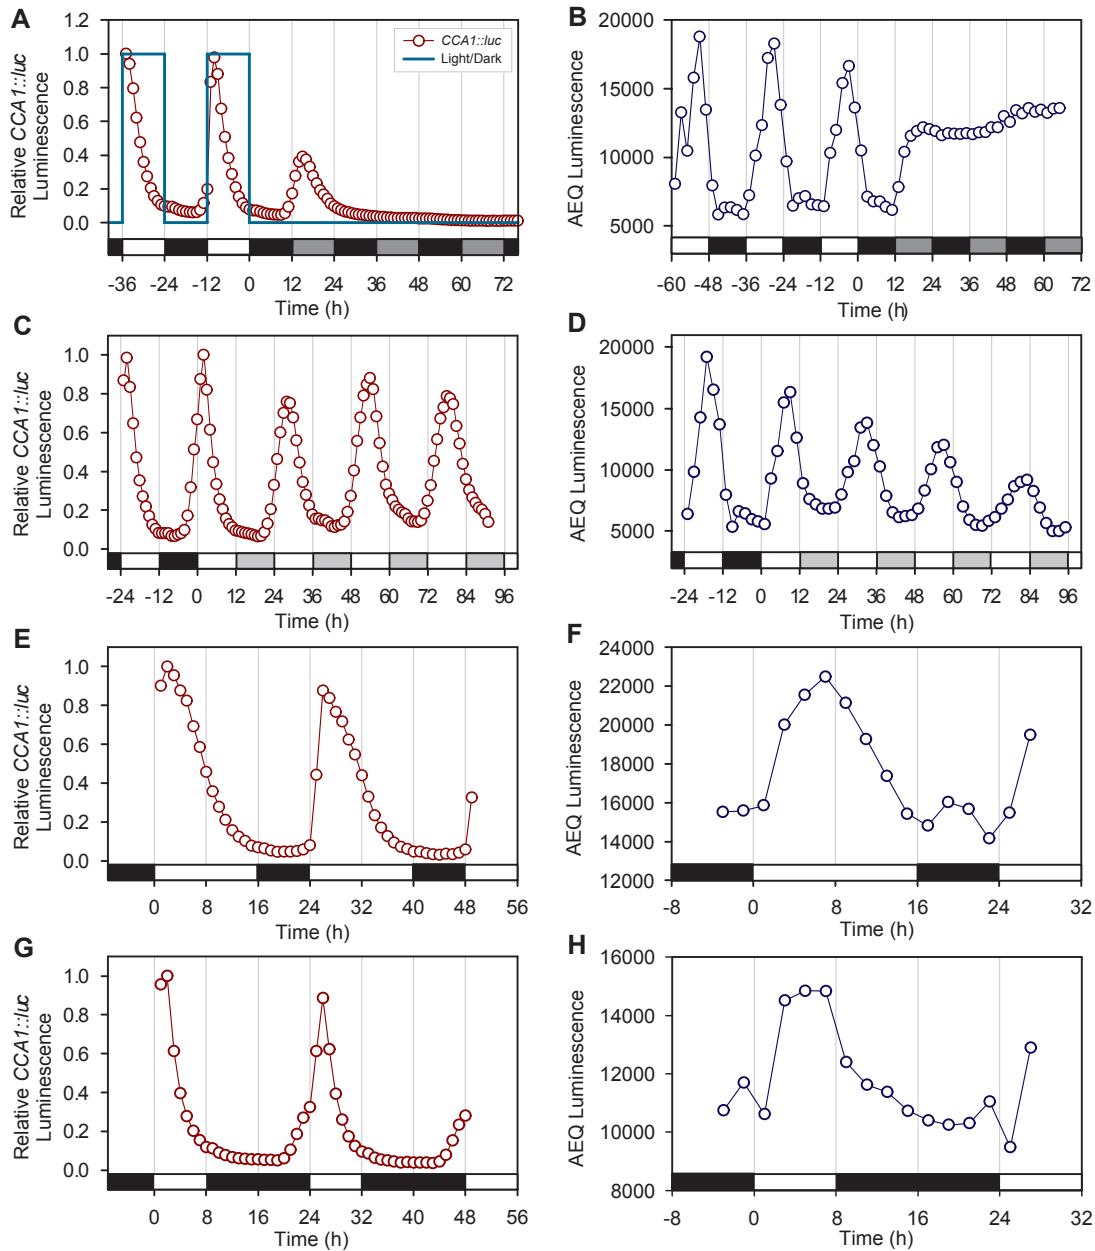 A
Relative CCA1::luc
Luminescence
1.2
1.0
0.8
0.6
0.4
0.2
0.0
CCA1::luc
Light/Dark
-36 -24 -12 0 12 24 36 48 60 72
Time (h)
B
AEQ Luminescence
20000
15000
10000
5000
-60 -48 -36 -24 -12 0 12 24 36 48 60 72
Time (h)
C
Relative CCA1::luc
Luminescence
1.0
0.8
0.6
0.4
0.2
0.0
-24 -12 0 12 24 36 48 60 72 84 96
Time (h)
D
AEQ Luminescence
20000
15000
10000
5000
-24 -12 0 12 24 36 48 60 72 84 96
Time (h)
E
Relative CCA1::luc
Luminescence
1.0
0.8
0.6
0.4
0.2
0.0
0 8 16 24 32 40 48 56
Time (h)
F
AEQ Luminescence
24000
22000
20000
18000
16000
14000
12000
-8 0 8 16 24 32
Time (h)
G
Relative CCA1::luc
Luminescence
1.0
0.8
0.6
0.4
0.2
0.0
0 8 16 24 32 40 48 56
Time (h)
H
AEQ Luminescence
16000
14000
12000
10000
8000
-8 0 8 16 24 32
Time (h)